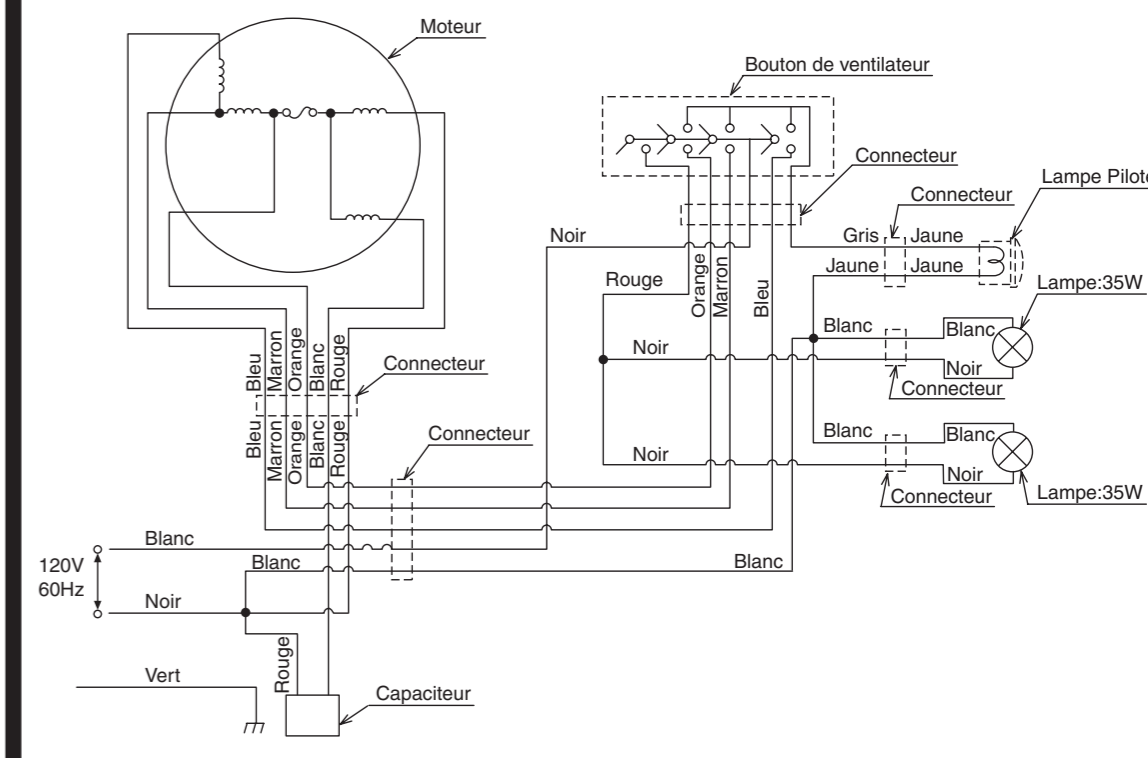 Moteur
Bouton de ventilateur
Connecteur
Connecteur
Lampe Pilote
Noir
Gris
Jaune
Jaune
Jaune
Rouge
Orange
Marron
Bleu
Lampe:35W
Blanc
Blanc
Noir
Noir
Connecteur
Bleu
Marron
Orange
Blanc
Rouge
Connecteur
Bleu
Marron
Orange
Blanc
Rouge
Connecteur
Blanc
Blanc
Noir
Noir
Connecteur
Lampe:35W
120V
60Hz
Blanc
Blanc
Blanc
Noir
Rouge
Vert
Capaciteur